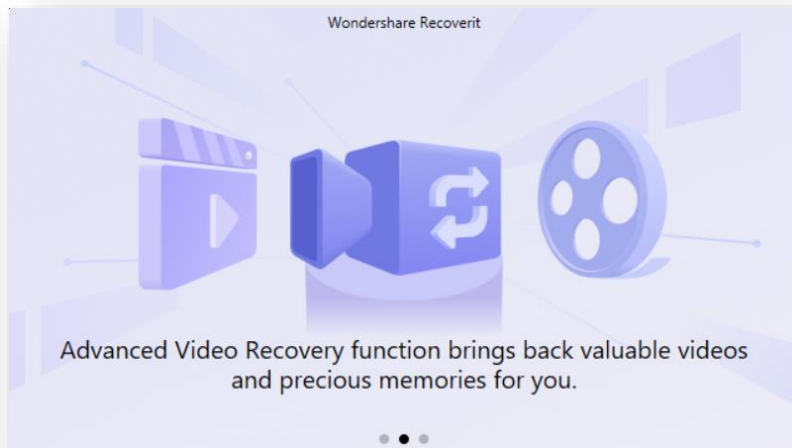 Wondershare Recoverit
Advanced Video Recovery function brings back valuable videos
and precious memories for you.